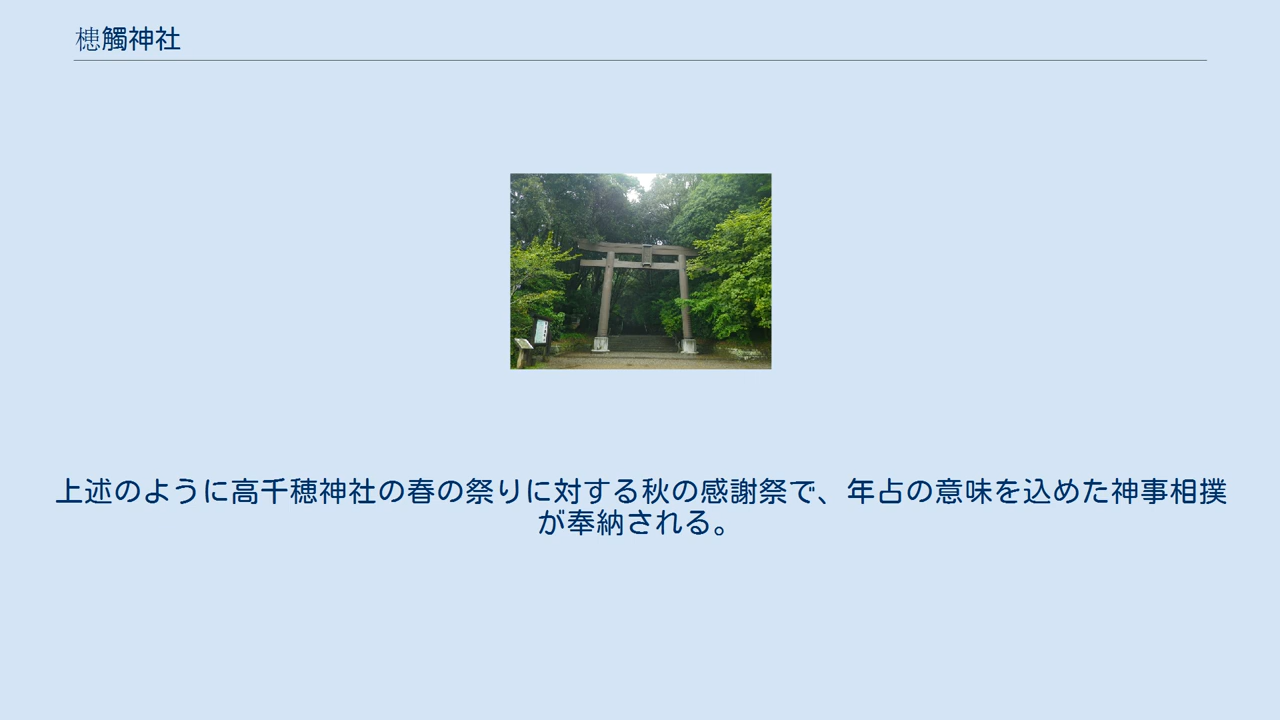 槵觸神社
上述のように高千穂神社の春の祭りに対する秋の感謝祭で、年占の意味を込めた神事相撲
が奉納される。